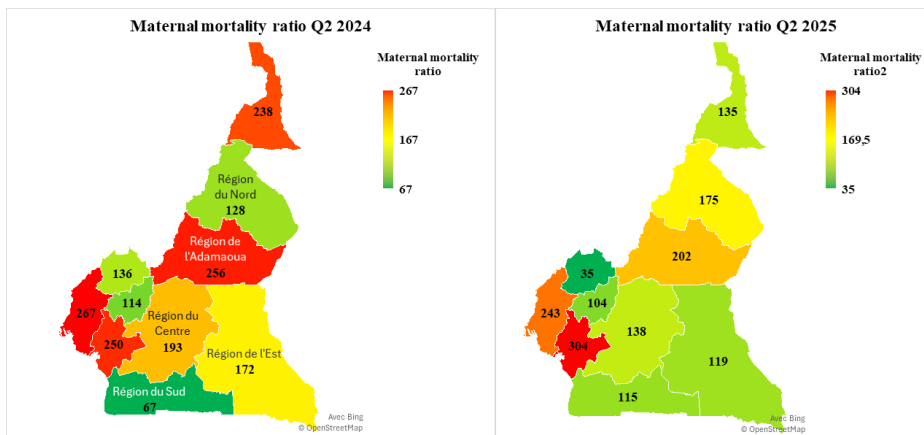 Maternal mortality ratio Q2 2024
Maternal mortality
ratio
267
167
67
238
Région
du Nord
128
Région de
l'Adamaoua
256
136
114
267
250
Région du
Centre
193
Région de l'Est
172
Région du Sud
67
Avec Bing
© OpenStreetMap
Maternal mortality ratio Q2 2025
Maternal mortality
ratio2
304
169,5
35
135
175
202
35
104
243
304
138
119
115
Avec Bing
© OpenStreetMap